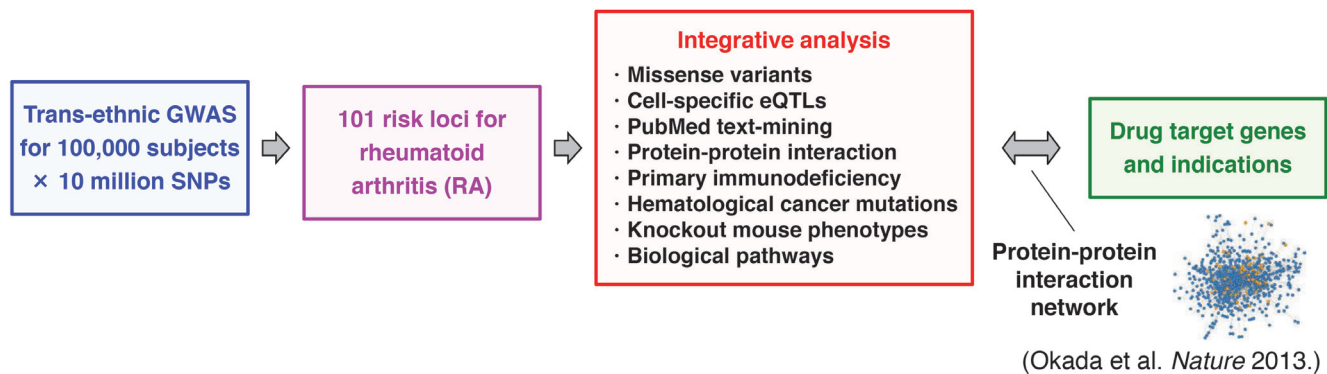 Trans-ethnic GWAS
for 100,000 subjects
× 10 million SNPs
101 risk loci for
rheumatoid
arthritis (RA)
Integrative analysis
· Missense variants
· Cell-specific eQTLs
· PubMed text-mining
· Protein-protein interaction
· Primary immunodeficiency
· Hematological cancer mutations
· Knockout mouse phenotypes
· Biological pathways
Drug target genes
and indications
Protein-protein
interaction
network
(Okada et al. Nature 2013.)